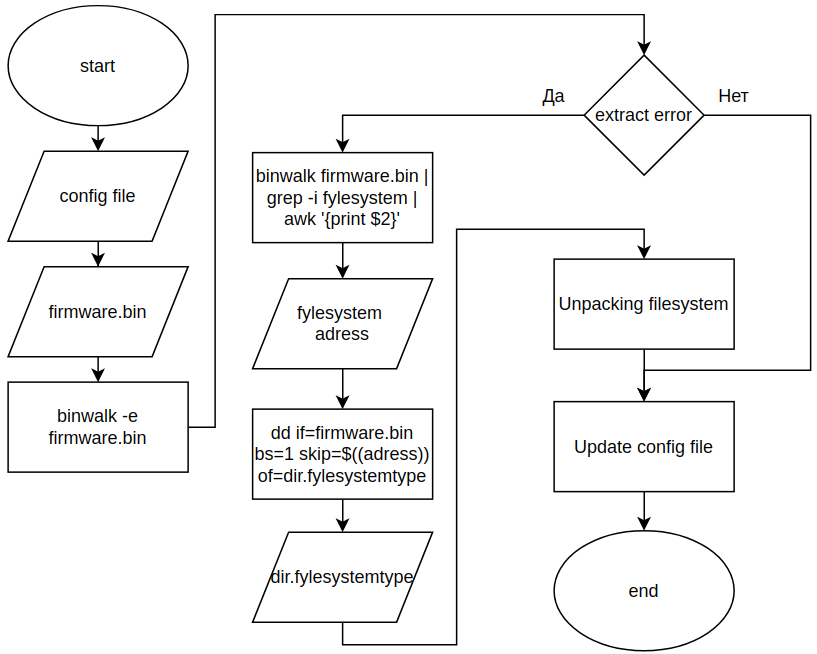 start
config file
firmware.bin
binwalk -e
firmware.bin
extract error
Да
Нет
binwalk firmware.bin |
grep -i fylesystem |
awk '{print $2}'
fylesystem
adress
dd if=firmware.bin
bs=1 skip=$((adress))
of=dir.fylesystemtype
dir.fylesystemtype
Unpacking filesystem
Update config file
end